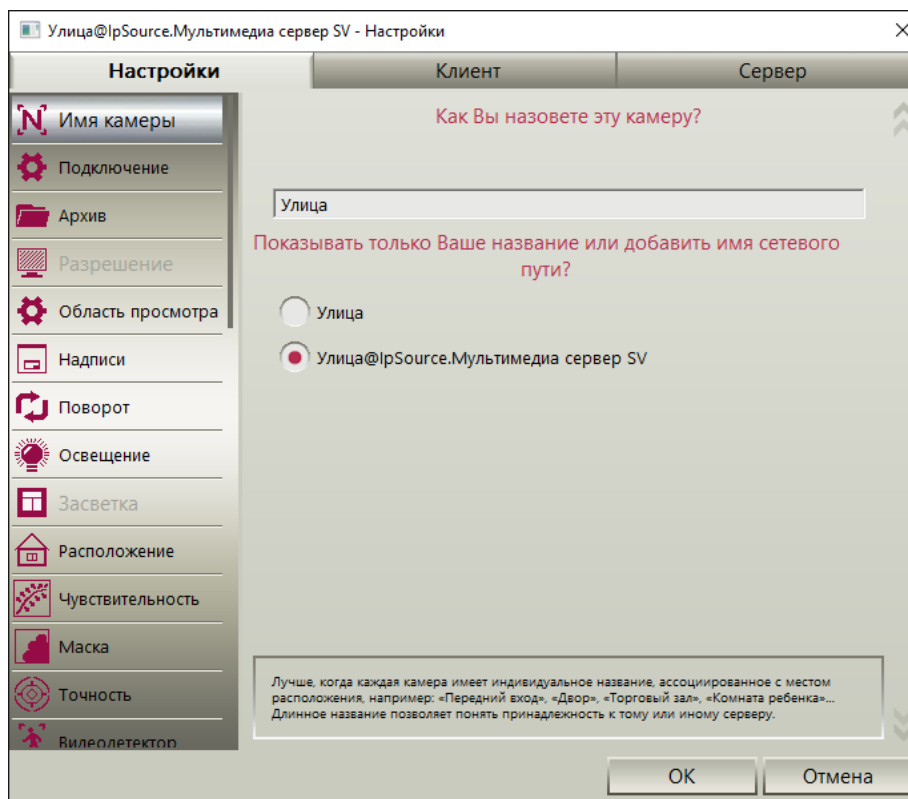 Улица@IpSource.Мультимедиа сервер SV - Настройки
Настройки
Клиент
Сервер
Имя камеры
Подключение
Архив
Разрешение
Область просмотра
Надписи
Поворот
Освещение
Засветка
Расположение
Чувствительность
Маска
Точность
Видеодетектор
Как Вы назовете эту камеру?
Улица
Показывать только Ваше название или добавить имя сетевого
пути?
Улица
Улица@IpSource.Мультимедиа сервер SV
Лучше, когда каждая камера имеет индивидуальное название, ассоциированное с местом
расположения, например: «Передний вход», «Двор», «Торговый зал», «Комната ребенка»...
Длинное название позволяет понять принадлежность к тому или иному серверу.
OK
Отмена